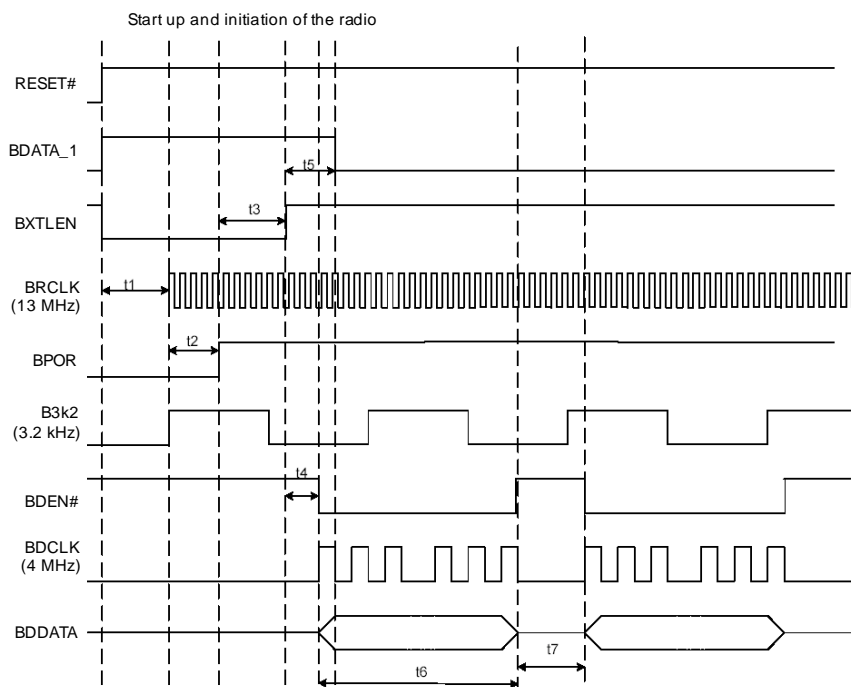 Start up and initiation of the radio
RESET#
BDATA_1
t5
t3
BXTLEN
t1
BRCLK
(13 MHz)
t2
BPOR
B3k2
(3.2 kHz)
t4
BDEN#
BDCLK
(4 MHz)
BDDATA
t7
t6